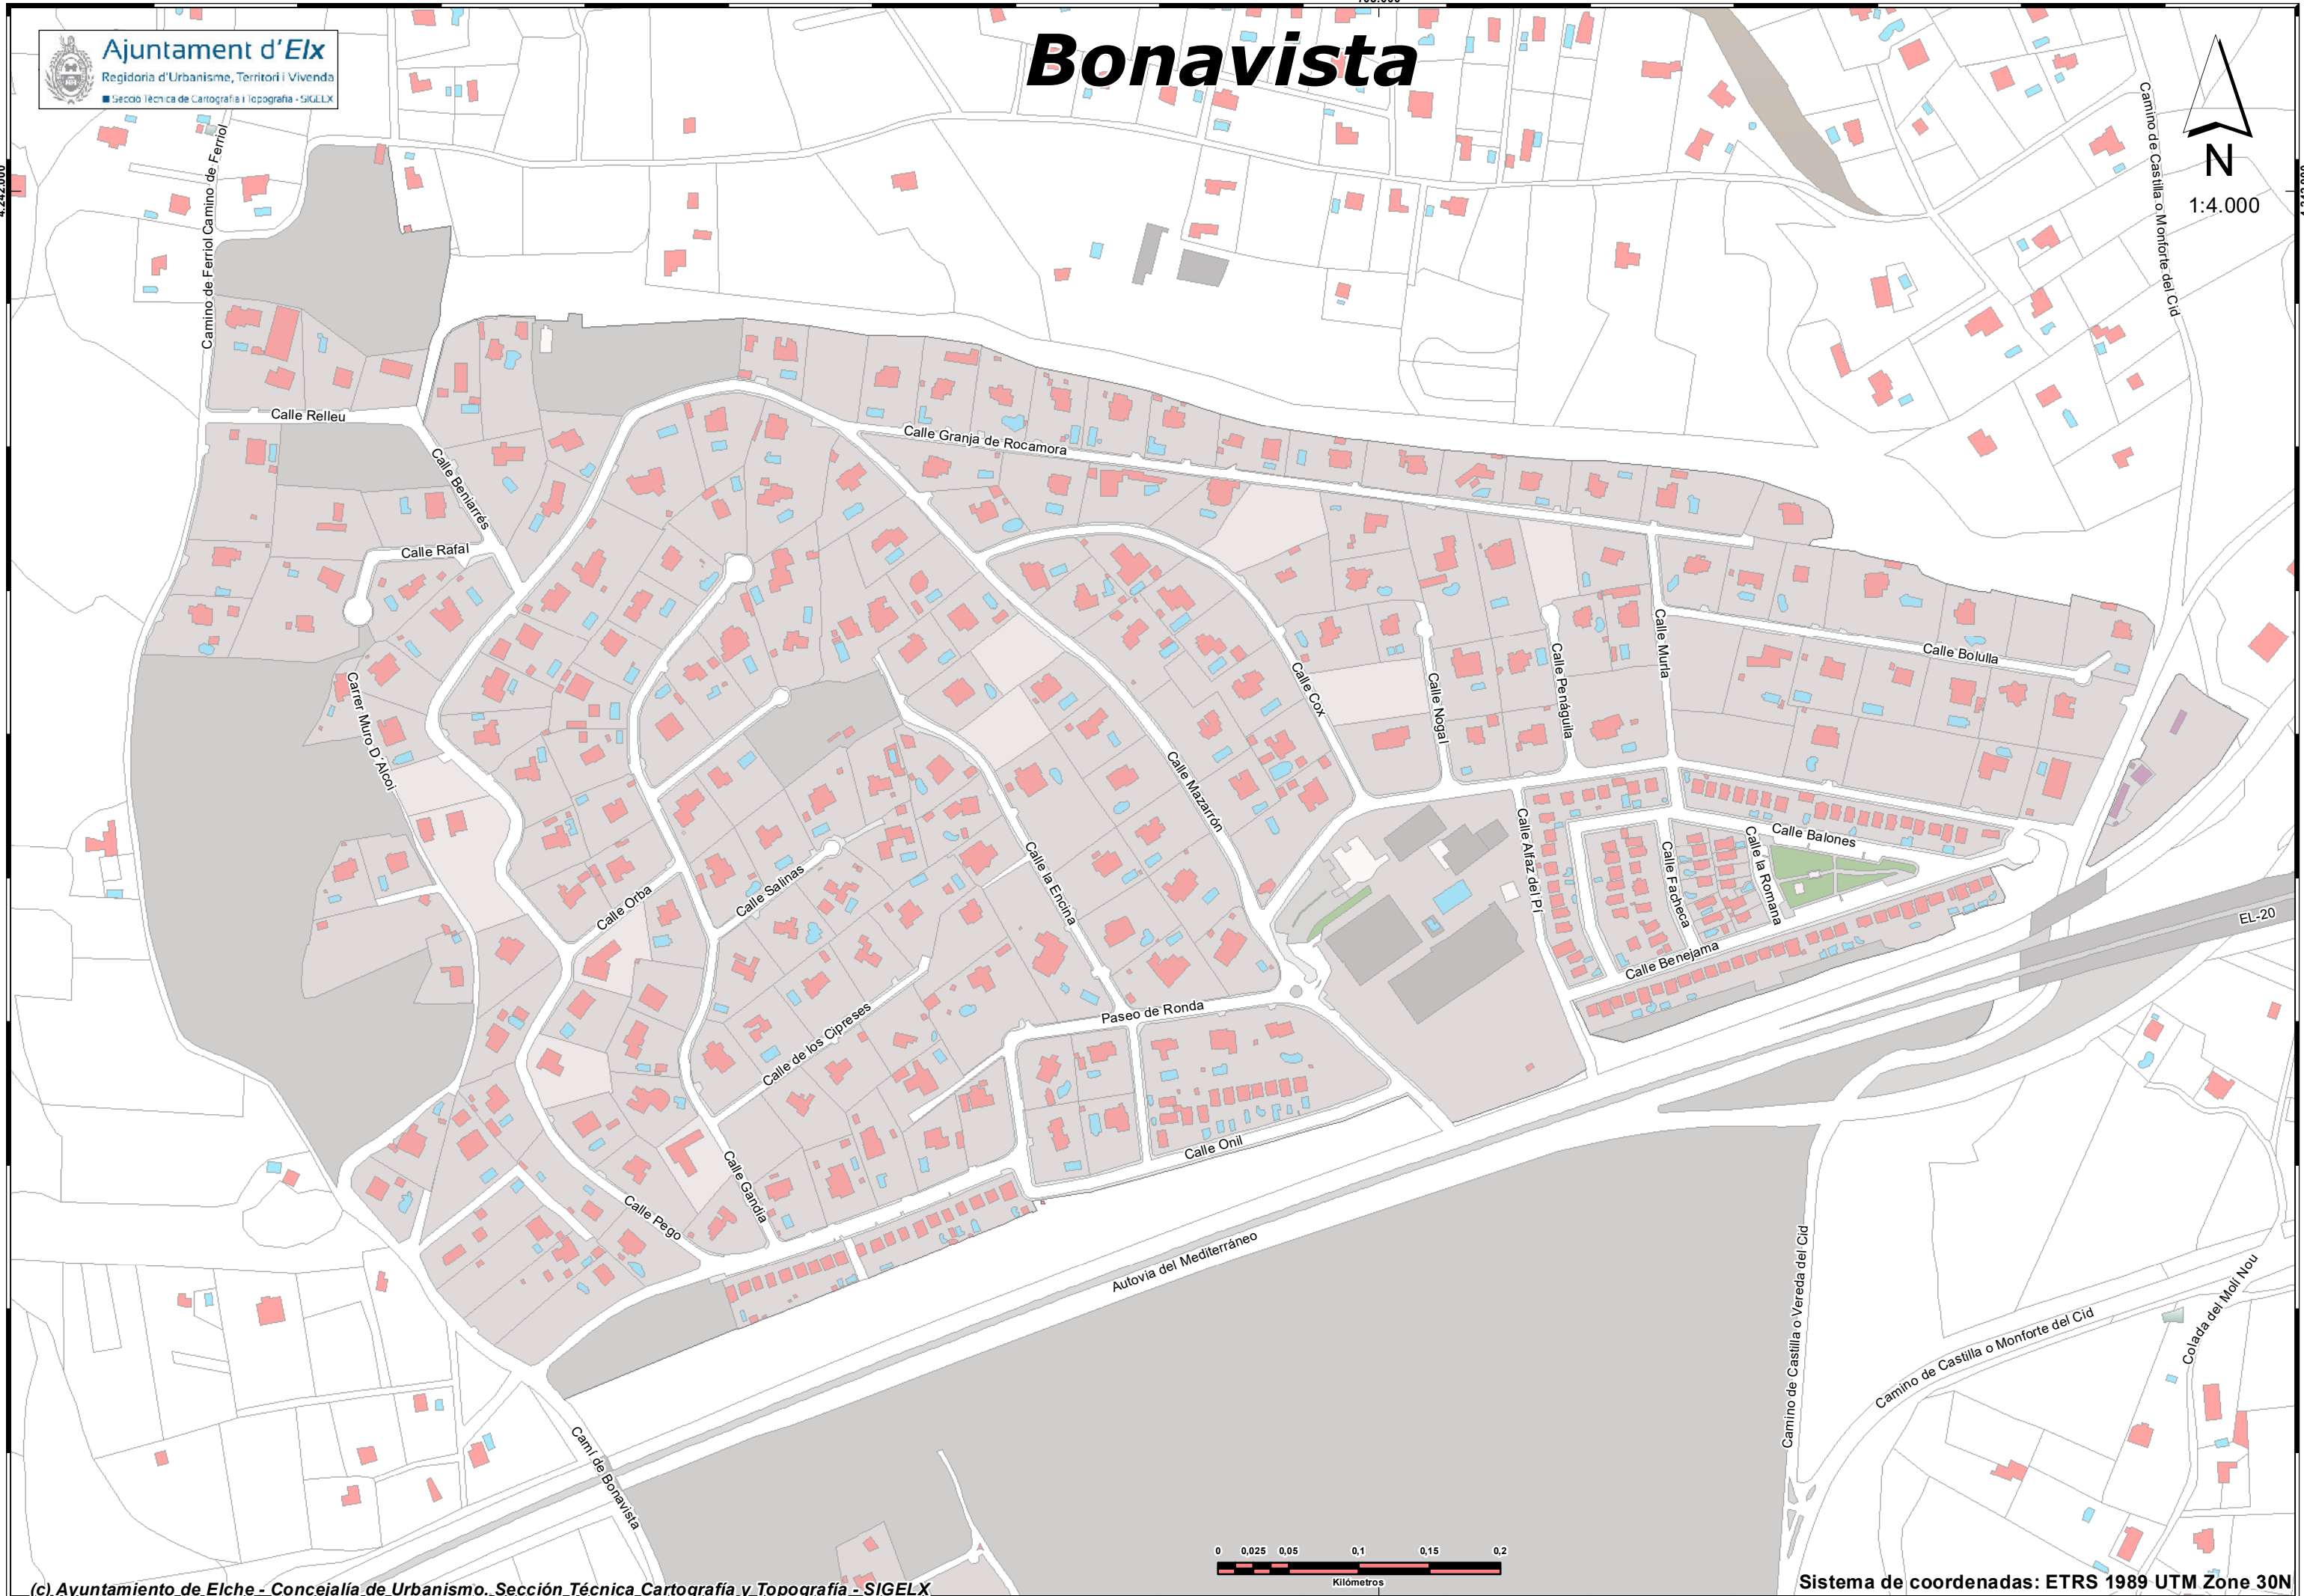 Ajuntament d'Elx
Regidoria d'Urbanisme, Territori i Vivenda
Secció Tècnica de Cartografia i Topografia - SIGELX
Bonavista
N
1:4.000
Camino de Ferriol
Camino de Ferriol
Camino de Castilla o Monforte del Cid
Calle Relleu
Calle Granja de Rocamora
Calle Beniarrés
Calle Rafal
Calle Murla
Calle Bolulla
Calle Penáguila
Calle Cox
Calle Nogal
Carrer Muro D'Alcoi
Calle Mazarrón
Calle Alfaz del PI
Calle Balones
Calle la Romana
Calle Facheca
Calle la Encina
Calle Salinas
Calle Orba
EL-20
Calle Benejama
Paseo de Ronda
Calle de los Cipreses
Calle Onil
Calle Gandia
Calle Pego
Autovia del Mediterráneo
Camino de Castilla o Vereda del Cid
Colada del Molí Nou
Camino de Castilla o Monforte del Cid
Camí de Bonavista
0 0,025 0,05 0,1 0,15 0,2
Kilómetros
(c) Ayuntamiento de Elche - Concejalía de Urbanismo. Sección Técnica Cartografía y Topografía - SIGELX
Sistema de coordenadas: ETRS 1989 UTM Zone 30N